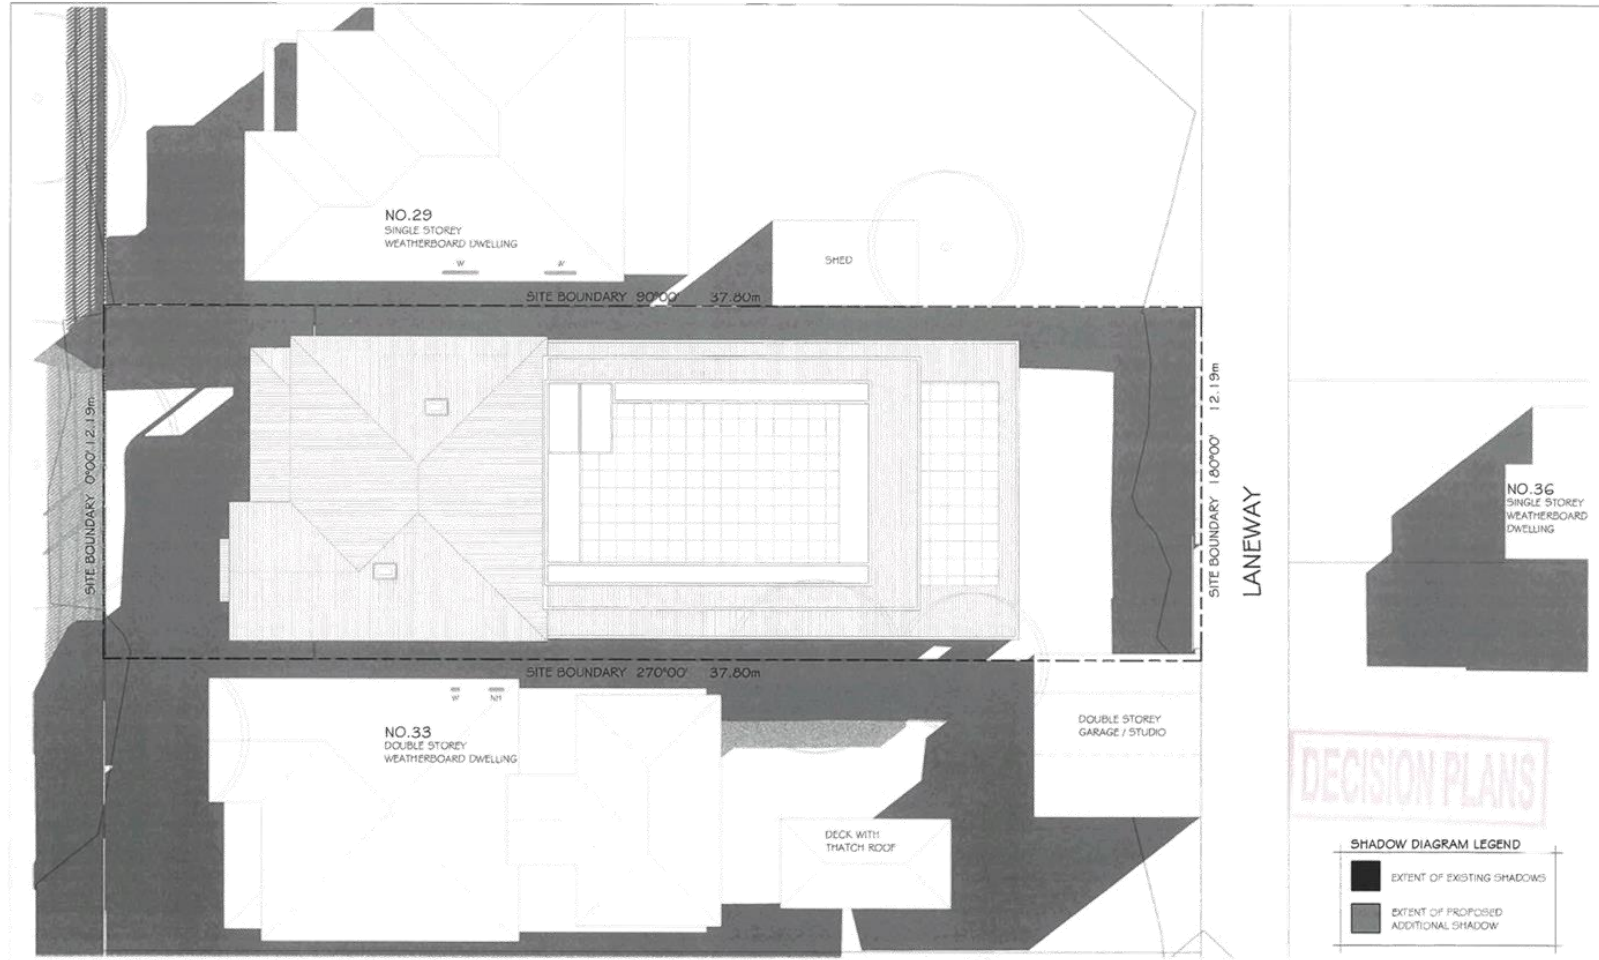 NO.29
SINGLE STOREY
WEATHERBOARD DWELLING
W
W
SHED
SITE BOUNDARY 90°00' 37.80m
SITE BOUNDARY 0°00' 12.19m
SITE BOUNDARY 180°00' 12.19m
LANEWAY
NO.36
SINGLE STOREY
WEATHERBOARD
DWELLING
SITE BOUNDARY 270°00' 37.80m
W
NH
NO.33
DOUBLE STOREY
WEATHERBOARD DWELLING
DOUBLE STOREY
GARAGE / STUDIO
DECK WITH
THATCH ROOF
DECISION PLANS
SHADOW DIAGRAM LEGEND
EXTENT OF EXISTING SHADOWS
EXTENT OF PROPOSED
ADDITIONAL SHADOW